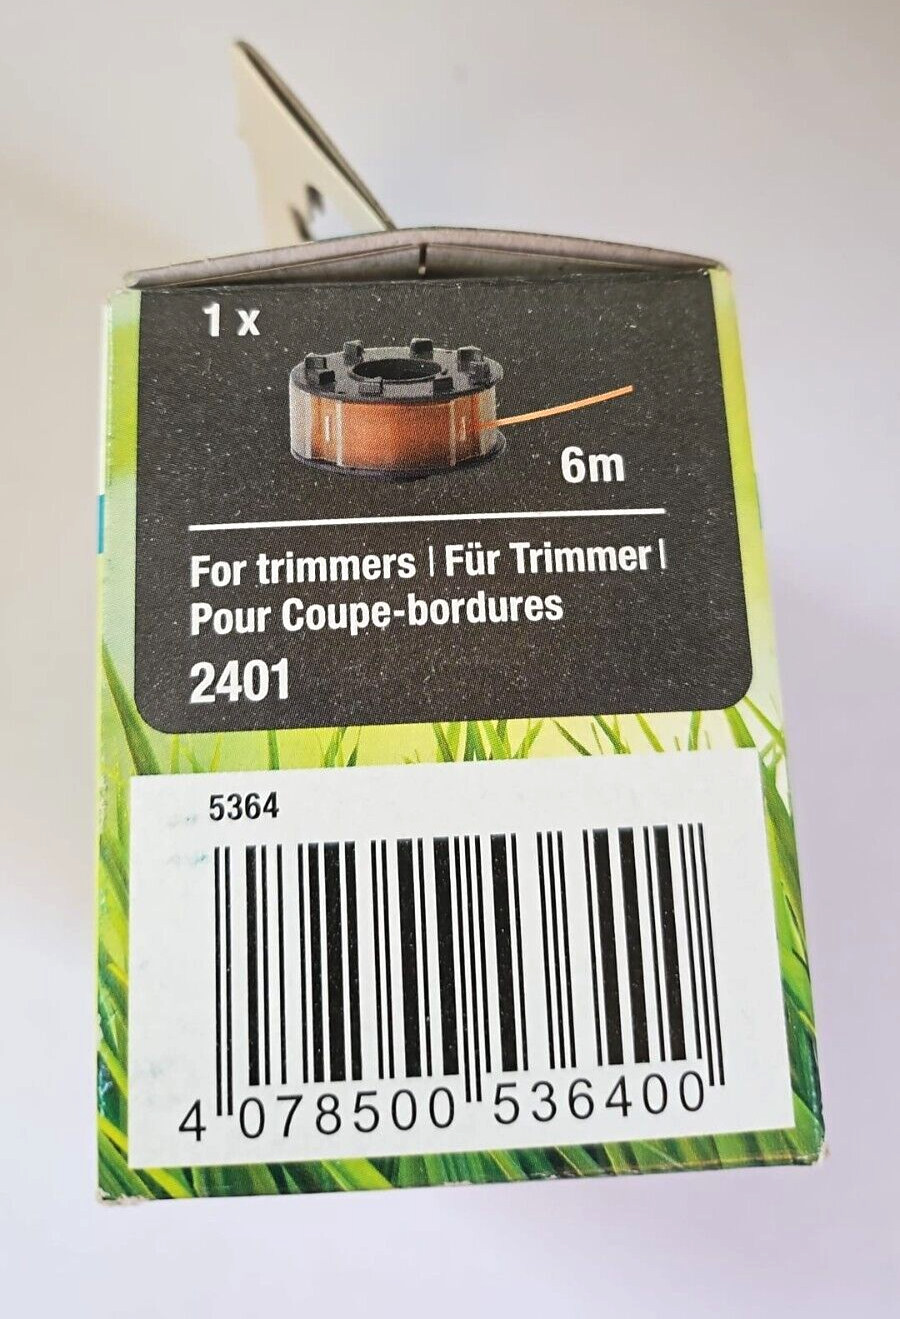 1 x
6m
For trimmers | Für Trimmer |
Pour Coupe-bordures
2401
5364
4 078500 536400